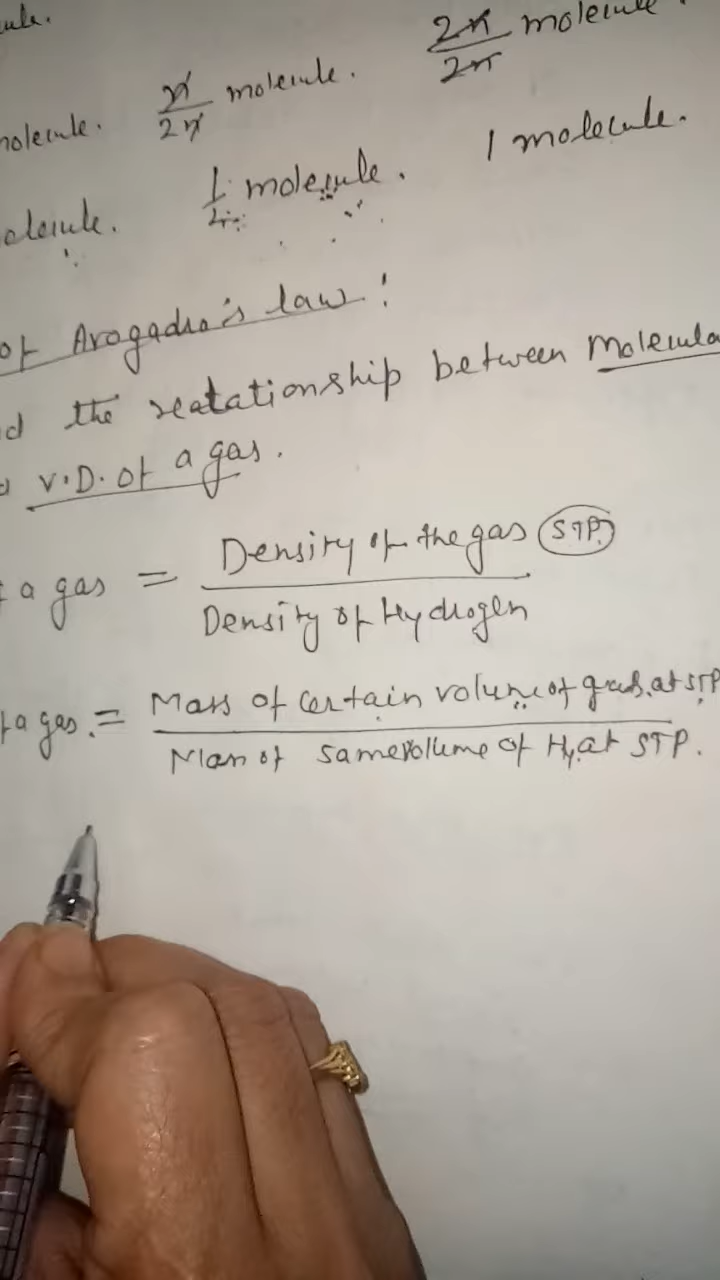 molecule. x/2x molecule. 2x/2x molecule
1/2 molecule. 1 molecule.
of Avogadro's law!
the reatationship between Molecula
V.D. of a gas.
a gas = Density of the gas (STP.)
Density of Hydrogen
a gas. = Mass of certain volume of gas. at STP
Mass of same volume of H2 at STP.